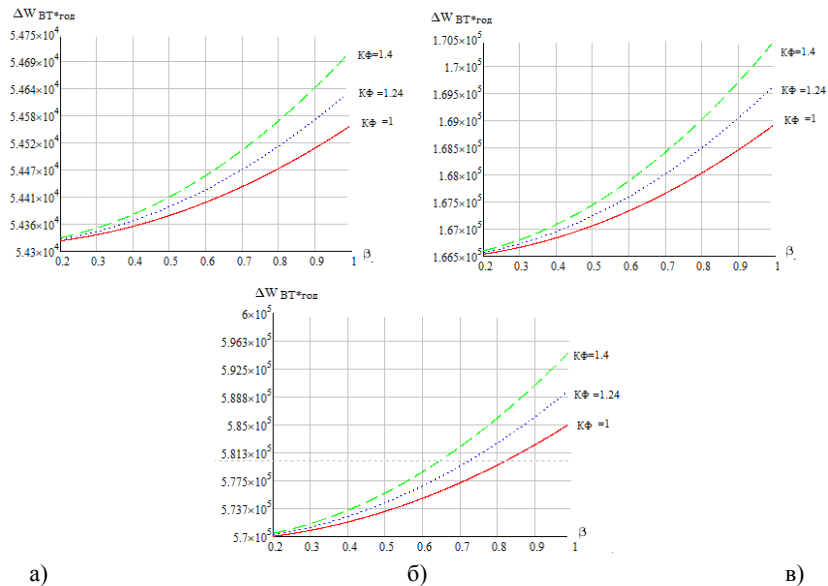 ΔW ВТ*год
5.475×10⁴
5.469×10⁴
5.464×10⁴
5.458×10⁴
5.452×10⁴
5.447×10⁴
5.441×10⁴
5.436×10⁴
5.43×10⁴
0.2 0.3 0.4 0.5 0.6 0.7 0.8 0.9 1
β
КФ=1.4
КФ =1.24
КФ =1
ΔW ВТ*год
1.705×10⁵
1.7×10⁵
1.695×10⁵
1.69×10⁵
1.685×10⁵
1.68×10⁵
1.675×10⁵
1.67×10⁵
1.665×10⁵
0.2 0.3 0.4 0.5 0.6 0.7 0.8 0.9 1
β
КФ=1.4
КФ =1.24
КФ =1
ΔW ВТ*год
6×10⁵
5.963×10⁵
5.925×10⁵
5.888×10⁵
5.85×10⁵
5.813×10⁵
5.775×10⁵
5.737×10⁵
5.7×10⁵
0.2 0.3 0.4 0.5 0.6 0.7 0.8 0.9 1
β
КФ=1.4
КФ =1.24
КФ =1
а) б) в)